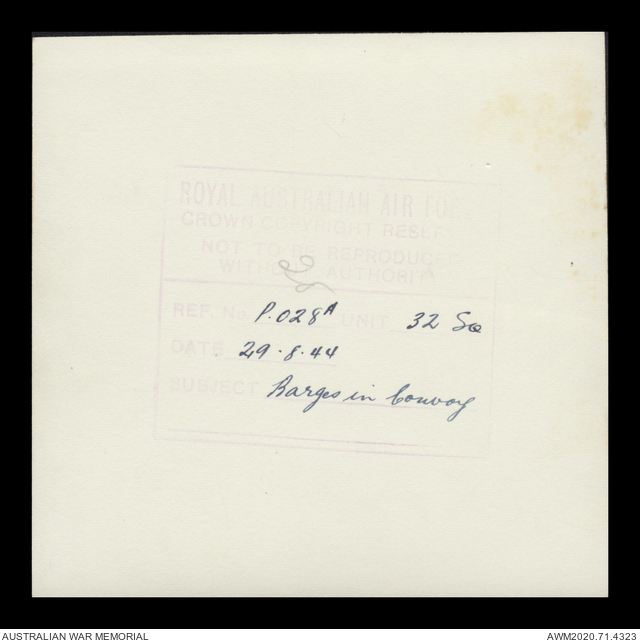 ROYAL AUSTRALIAN AIR FORCE
CROWN COPYRIGHT RESERVED
NOT TO BE REPRODUCED
WITHOUT AUTHORITY
REF. No. P.028A UNIT 32 Sq
DATE 29.8.44
SUBJECT Barges in Convoy
AUSTRALIAN WAR MEMORIAL
AWM2020.71.4323